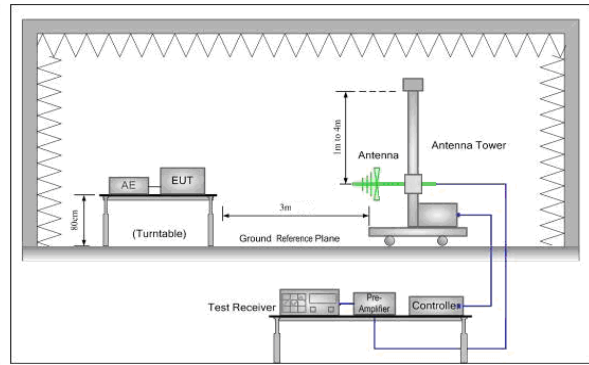 1m to 4m
Antenna
Antenna Tower
AE
EUT
80cm
3m
(Turntable)
Ground Reference Plane
Test Receiver
Pre-
Amplifier
Controller